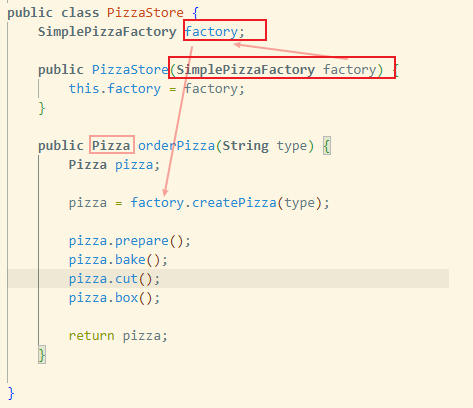 public class PizzaStore {
SimplePizzaFactory factory;
public PizzaStore(SimplePizzaFactory factory) {
this.factory = factory;
}
public Pizza orderPizza(String type) {
Pizza pizza;
pizza = factory.createPizza(type);
pizza.prepare();
pizza.bake();
pizza.cut();
pizza.box();
return pizza;
}
}